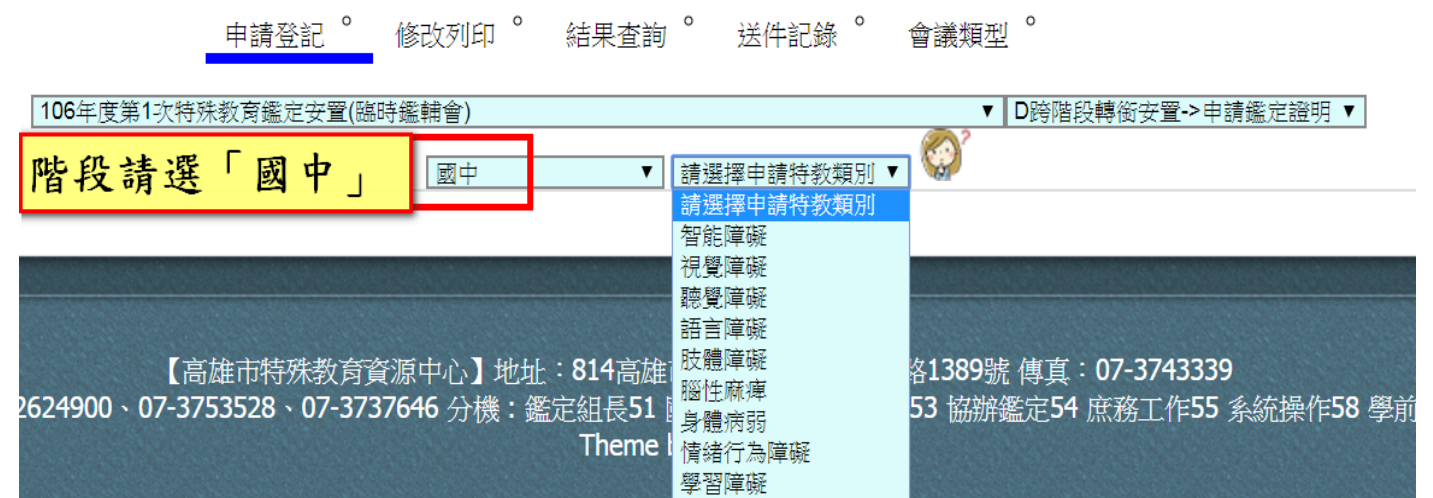 申請登記° 修改列印° 結果查詢° 送件記錄° 會議類型°
106年度第1次特殊教育鑑定安置(臨時鑑輔會) ▼ D跨階段轉銜安置->申請鑑定證明 ▼
階段請選「國中」 國中 ▼ 請選擇申請特教類別 ▼
請選擇申請特教類別
智能障礙
視覺障礙
聽覺障礙
語言障礙
肢體障礙
腦性麻痺
身體病弱
情緒行為障礙
學習障礙
【高雄市特殊教育資源中心】地址：814高雄 路1389號 傳真：07-3743339
2624900、07-3753528、07-3737646 分機：鑑定組長51 53 協辦鑑定54 庶務工作55 系統操作58 學前
Theme